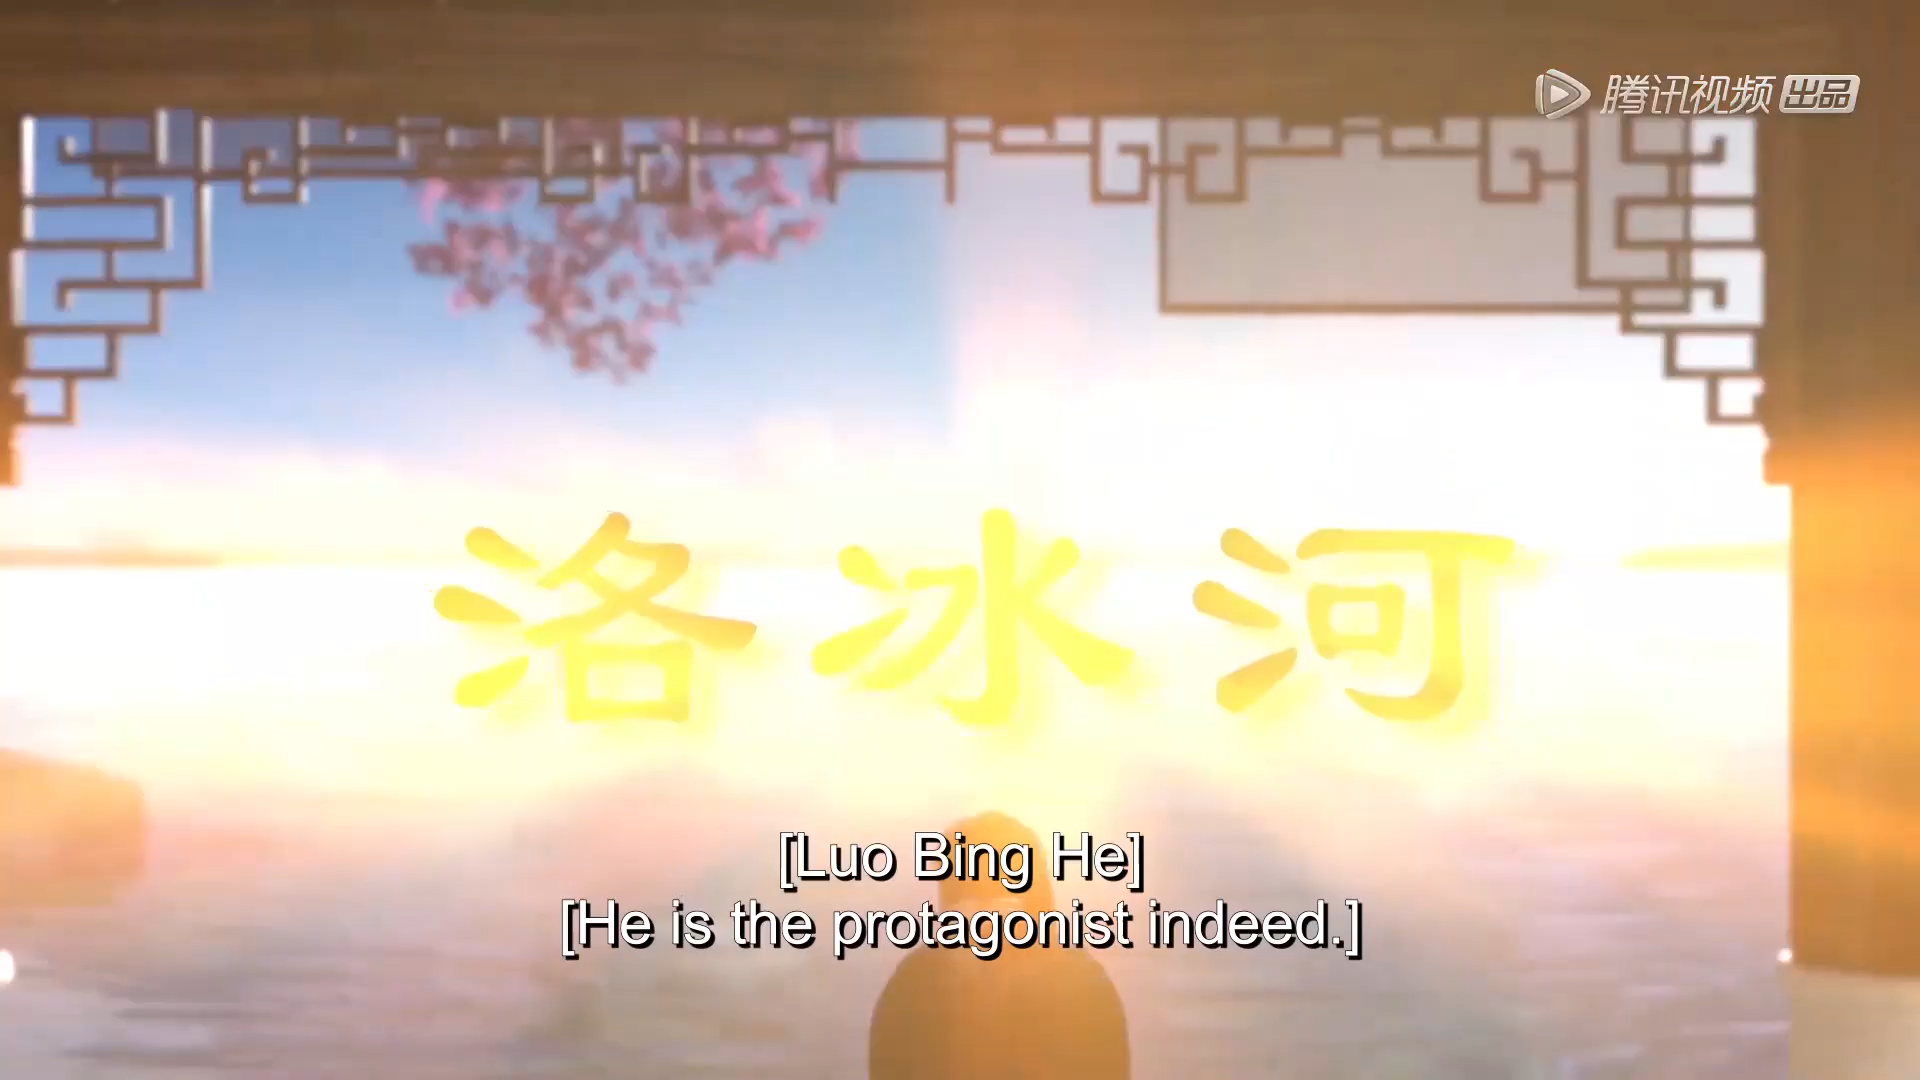 腾讯视频 出品
洛冰河
[Luo Bing He]
[He is the protagonist indeed.]